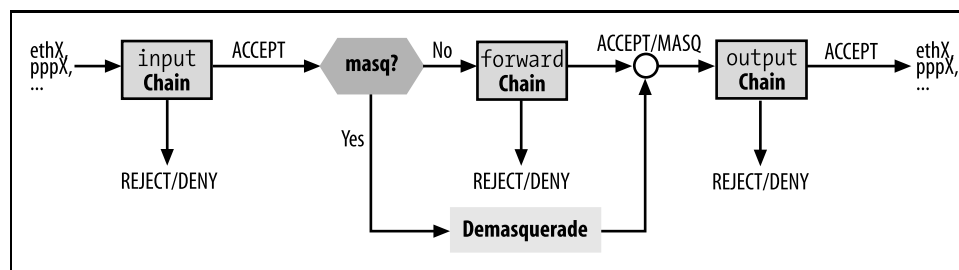 ethX,
pppX,
...
input
Chain
ACCEPT
masq?
No
forward
Chain
ACCEPT/MASQ
output
Chain
ACCEPT
ethX,
pppX,
...
Yes
REJECT/DENY
REJECT/DENY
REJECT/DENY
Demasquerade